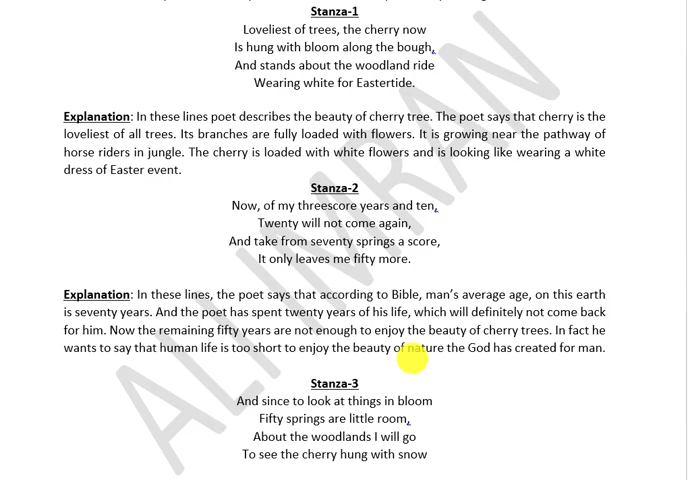 Stanza-1
Loveliest of trees, the cherry now
Is hung with bloom along the bough,
And stands about the woodland ride
Wearing white for Eastertide.
Explanation: In these lines poet describes the beauty of cherry tree. The poet says that cherry is the
loveliest of all trees. Its branches are fully loaded with flowers. It is growing near the pathway of
horse riders in jungle. The cherry is loaded with white flowers and is looking like wearing a white
dress of Easter event.
Stanza-2
Now, of my threescore years and ten,
Twenty will not come again,
And take from seventy springs a score,
It only leaves me fifty more.
Explanation: In these lines, the poet says that according to Bible, man's average age, on this earth
is seventy years. And the poet has spent twenty years of his life, which will definitely not come back
for him. Now the remaining fifty years are not enough to enjoy the beauty of cherry trees. In fact he
wants to say that human life is too short to enjoy the beauty of nature the God has created for man.
Stanza-3
And since to look at things in bloom
Fifty springs are little room,
About the woodlands I will go
To see the cherry hung with snow
ALI IMRAN